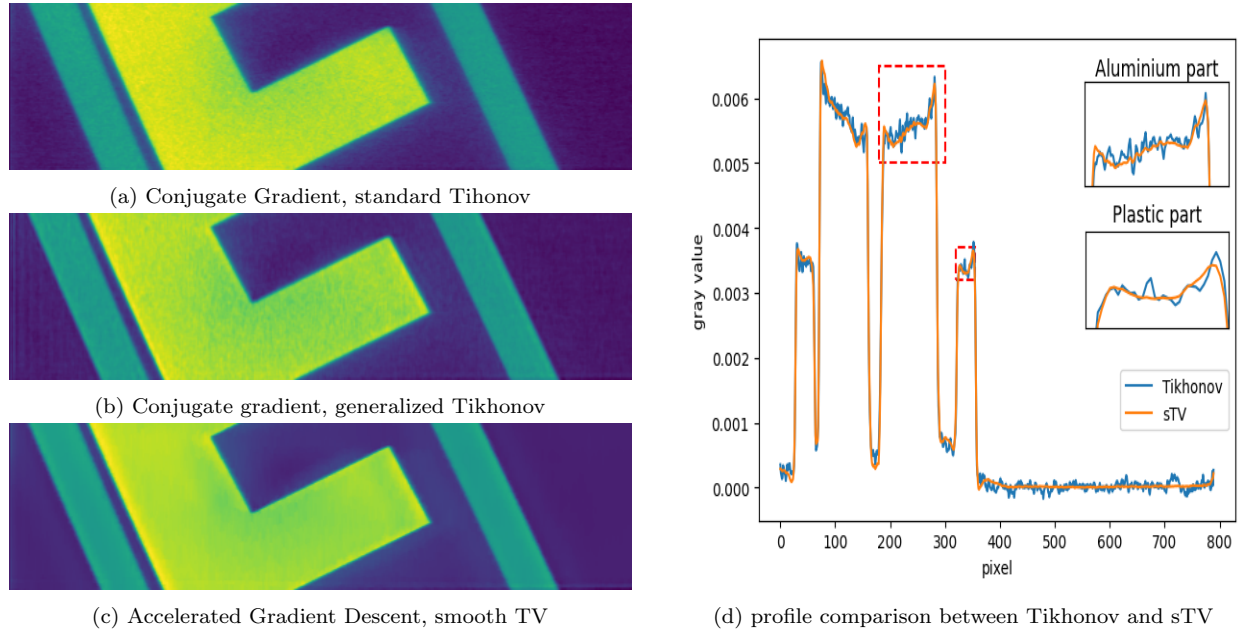 (a) Conjugate Gradient, standard Tihonov
(b) Conjugate gradient, generalized Tikhonov
(c) Accelerated Gradient Descent, smooth TV
Aluminium part
Plastic part
Tikhonov
sTV
gray value
0.006
0.005
0.004
0.003
0.002
0.001
0.000
0 100 200 300 400 500 600 700 800
pixel
(d) profile comparison between Tikhonov and sTV